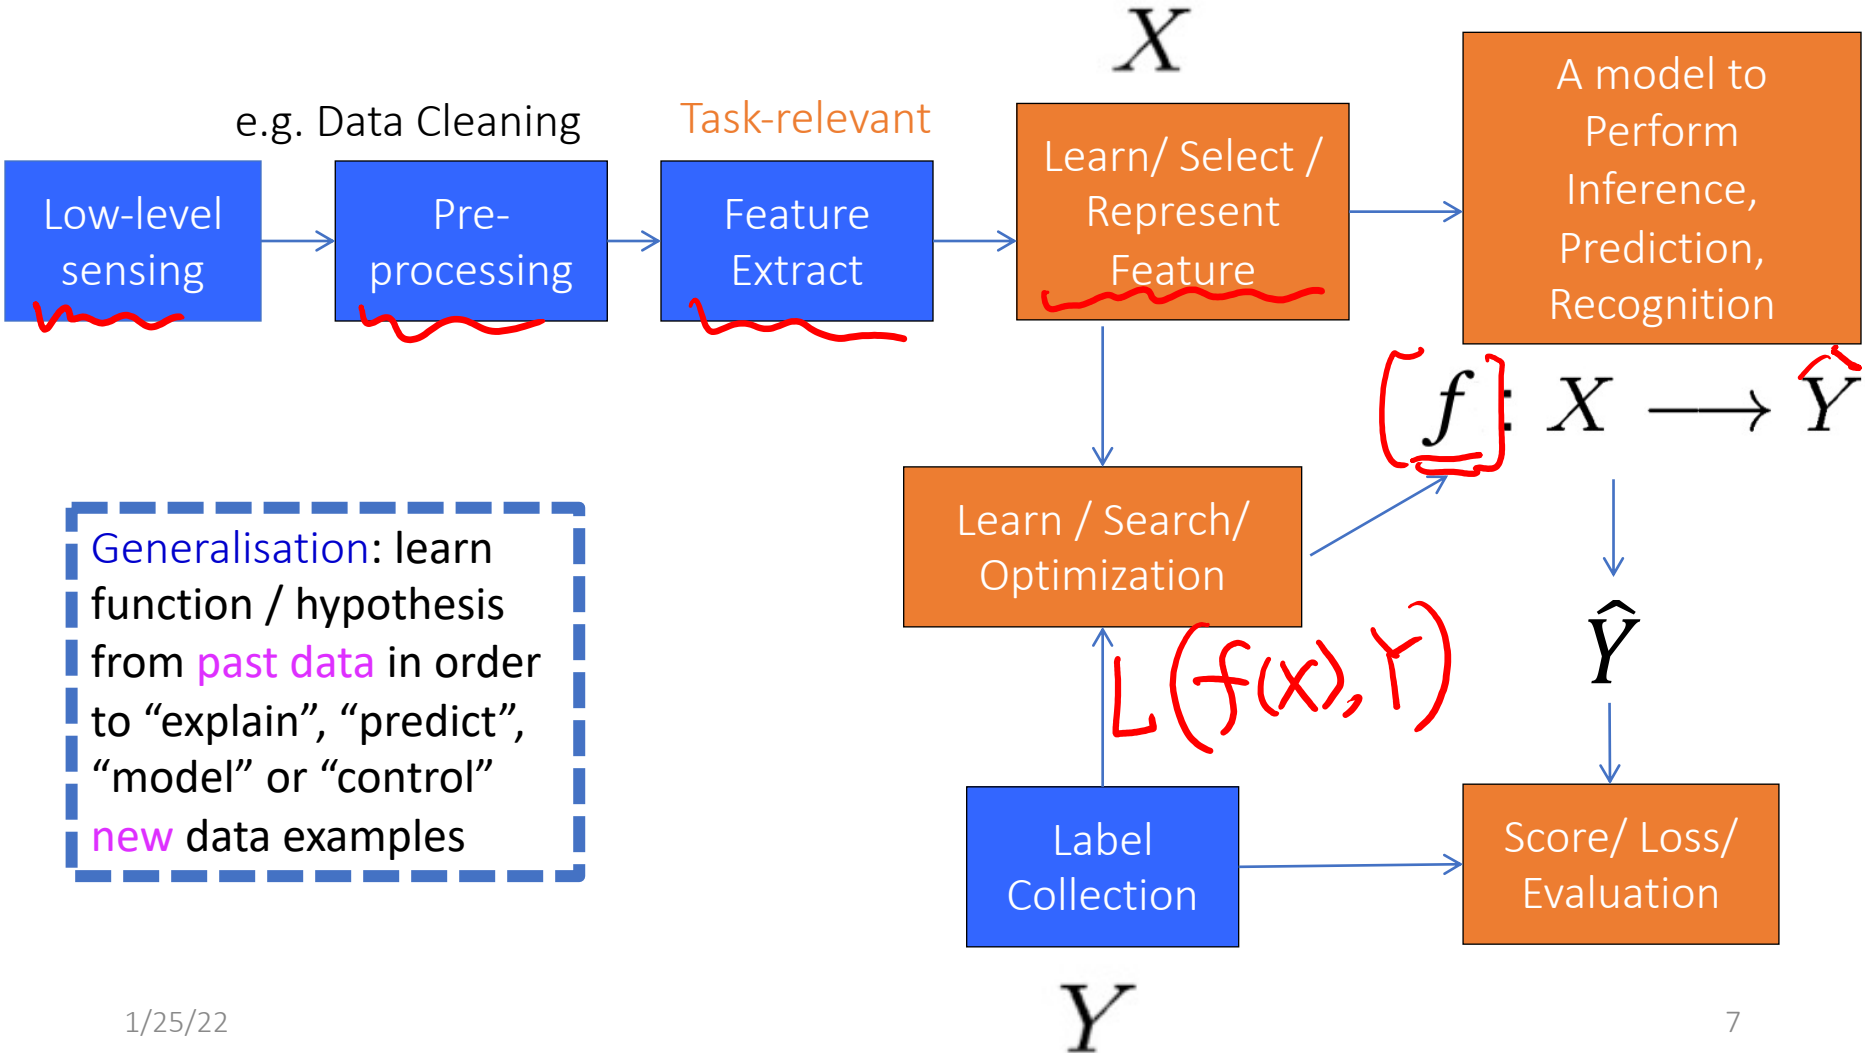 X
e.g. Data Cleaning
Task-relevant
Low-level
sensing
Pre-
processing
Feature
Extract
Learn/ Select /
Represent
Feature
A model to
Perform
Inference,
Prediction,
Recognition
f : X ⟶ Ŷ
Learn / Search/
Optimization
L(f(x), Y)
Ŷ
Generalisation: learn
function / hypothesis
from past data in order
to “explain”, “predict”,
“model” or “control”
new data examples
Label
Collection
Score/ Loss/
Evaluation
Y
1/25/22
7